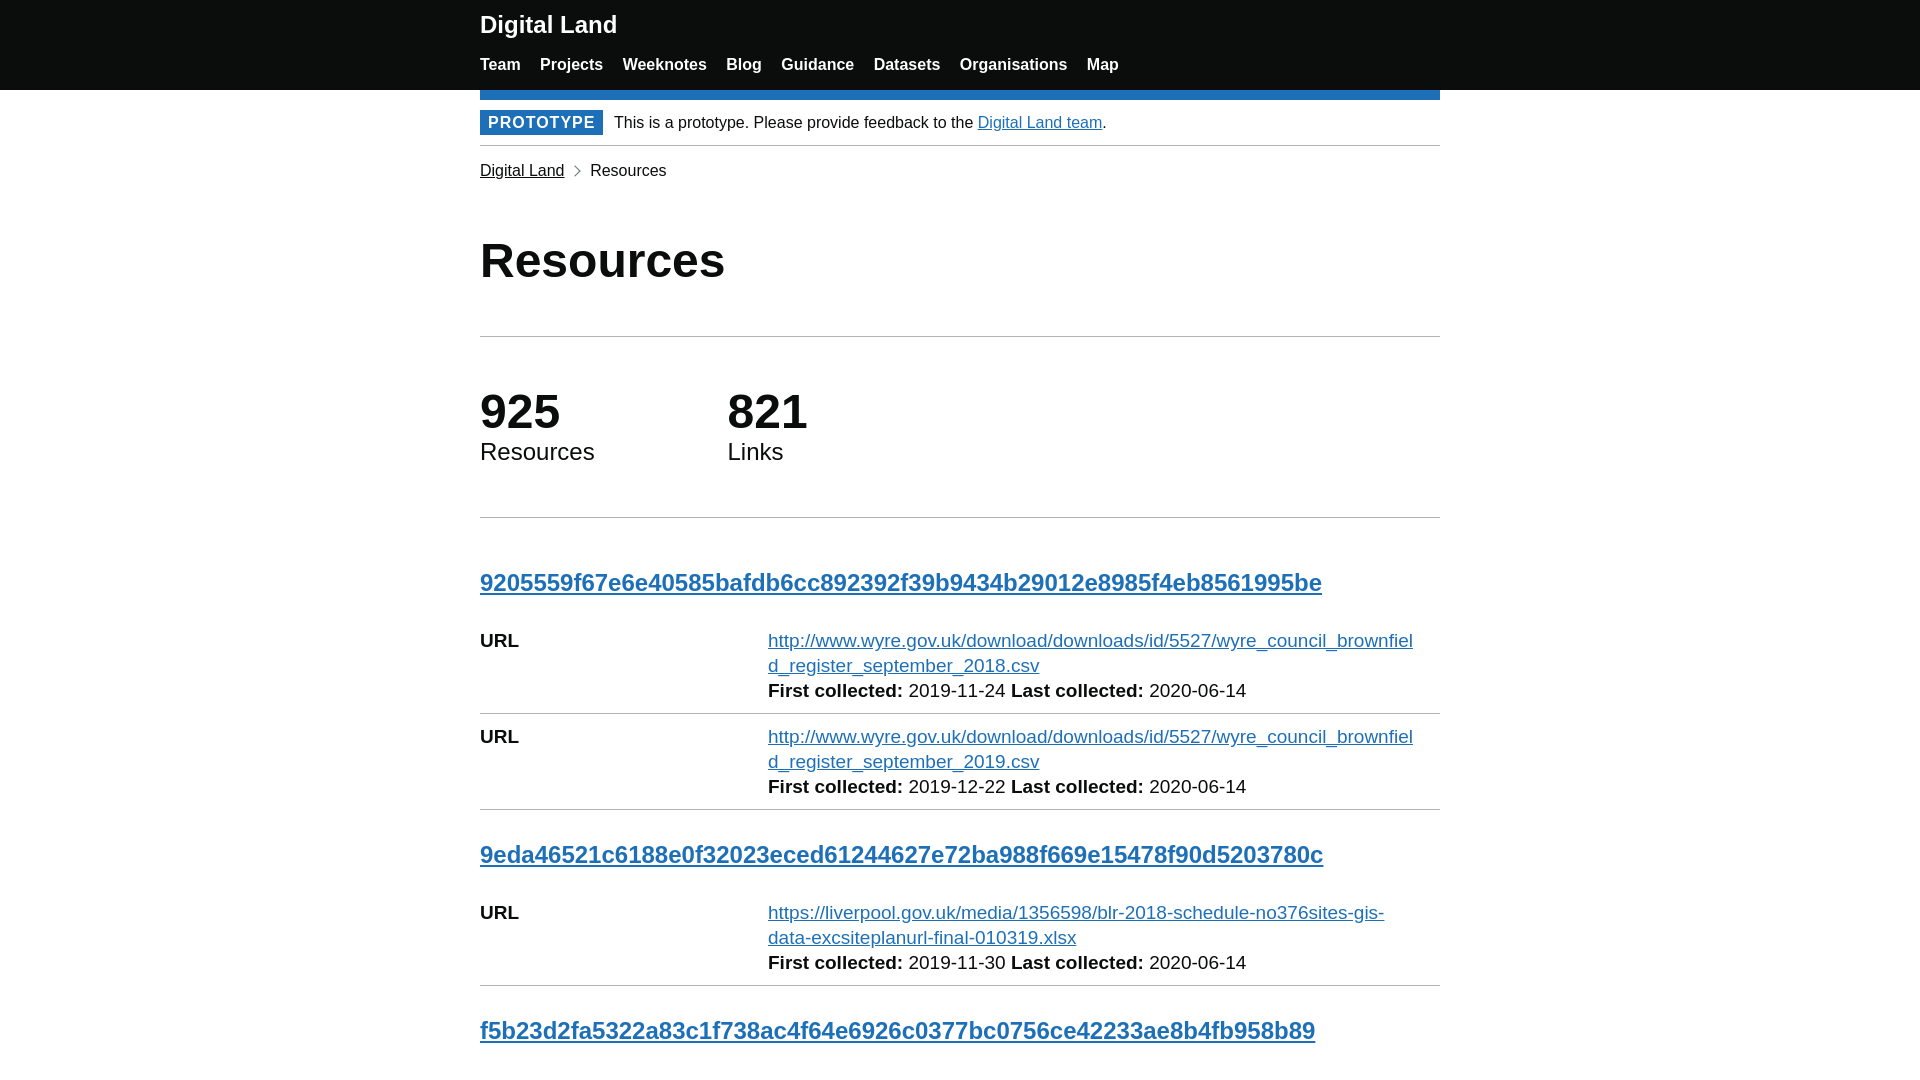 Digital Land
Team Projects Weeknotes Blog Guidance Datasets Organisations Map
PROTOTYPE This is a prototype. Please provide feedback to the Digital Land team.
Digital Land Resources
Resources
925 821
Resources Links
9205559f67e6e40585bafdb6cc892392f39b9434b29012e8985f4eb8561995be
URL http://www.wyre.gov.uk/download/downloads/id/5527/wyre_council_brownfiel
d_register_september_2018.csv
First collected: 2019-11-24 Last collected: 2020-06-14
URL http://www.wyre.gov.uk/download/downloads/id/5527/wyre_council_brownfiel
d_register_september_2019.csv
First collected: 2019-12-22 Last collected: 2020-06-14
9eda46521c6188e0f32023eced61244627e72ba988f669e15478f90d5203780c
URL https://liverpool.gov.uk/media/1356598/blr-2018-schedule-no376sites-gis-
data-excsiteplanurl-final-010319.xlsx
First collected: 2019-11-30 Last collected: 2020-06-14
f5b23d2fa5322a83c1f738ac4f64e6926c0377bc0756ce42233ae8b4fb958b89